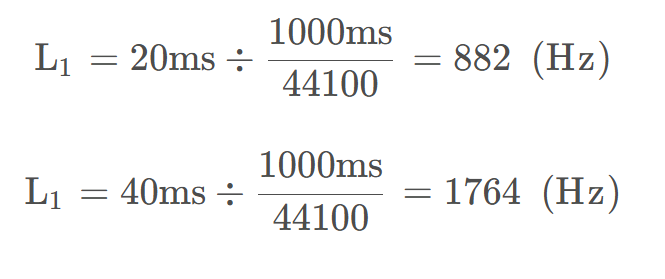 L₁ = 20ms ÷ 1000ms/44100 = 882 (Hz)
L₁ = 40ms ÷ 1000ms/44100 = 1764 (Hz)